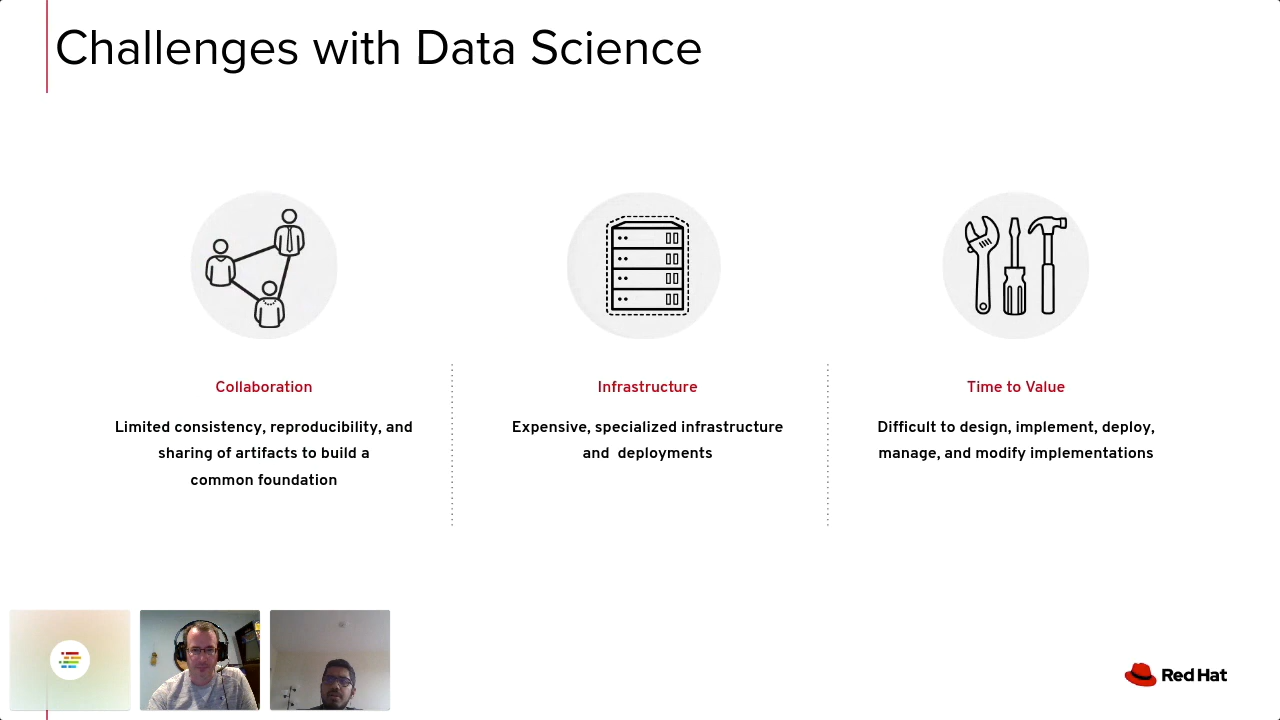 Challenges with Data Science
Collaboration
Limited consistency, reproducibility, and
sharing of artifacts to build a
common foundation
Infrastructure
Expensive, specialized infrastructure
and  deployments
Time to Value
Difficult to design, implement, deploy,
manage, and modify implementations
Red Hat